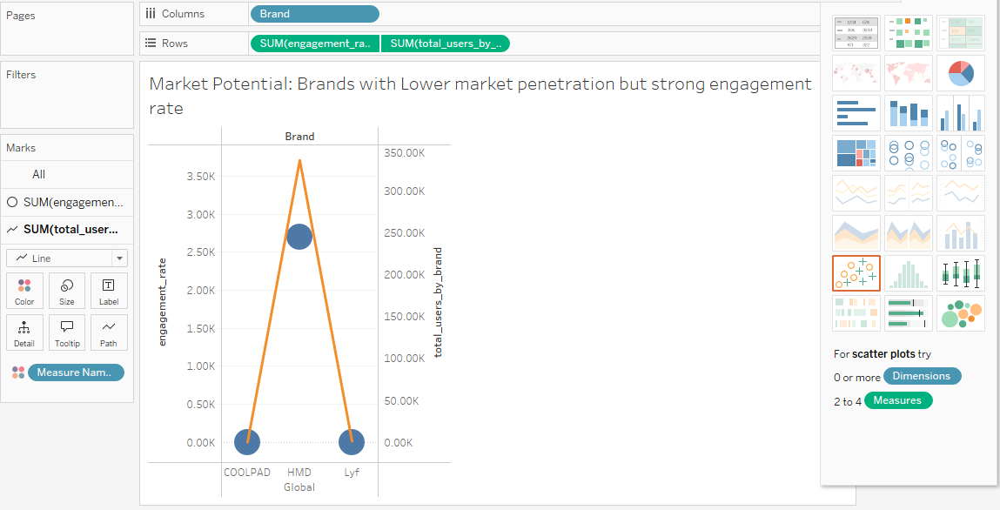 Pages
Columns
Brand
Rows
SUM(engagement_ra..
SUM(total_users_by_..
Filters
Marks
All
SUM(engagemen...
SUM(total_user...
Line
Color
Size
Label
Detail
Tooltip
Path
Measure Nam..
Market Potential: Brands with Lower market penetration but strong engagement
rate
Brand
3.50K
3.00K
2.50K
2.00K
1.50K
1.00K
0.50K
0.00K
engagement_rate
350.00K
300.00K
250.00K
200.00K
150.00K
100.00K
50.00K
0.00K
total_users_by_brand
COOLPAD
HMD
Global
Lyf
For scatter plots try
0 or more Dimensions
2 to 4 Measures